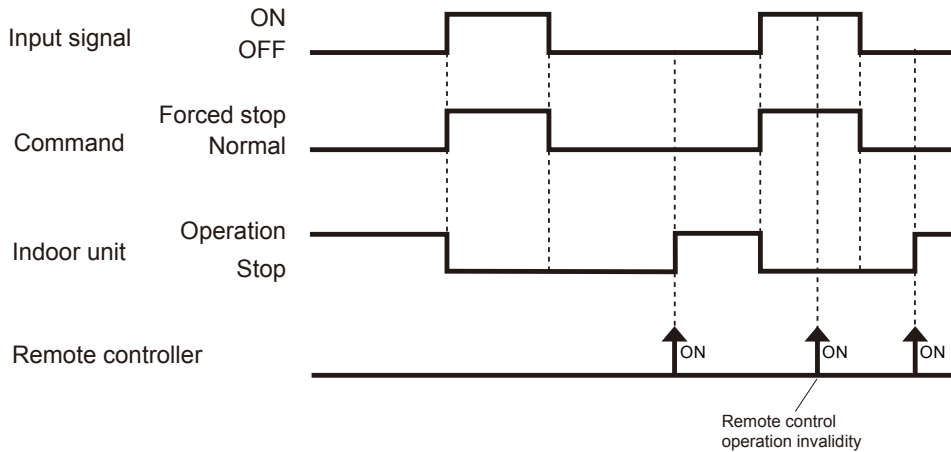 ON
Input signal
OFF
Forced stop
Command
Normal
Operation
Indoor unit
Stop
Remote controller
ON
ON
ON
Remote control
operation invalidity